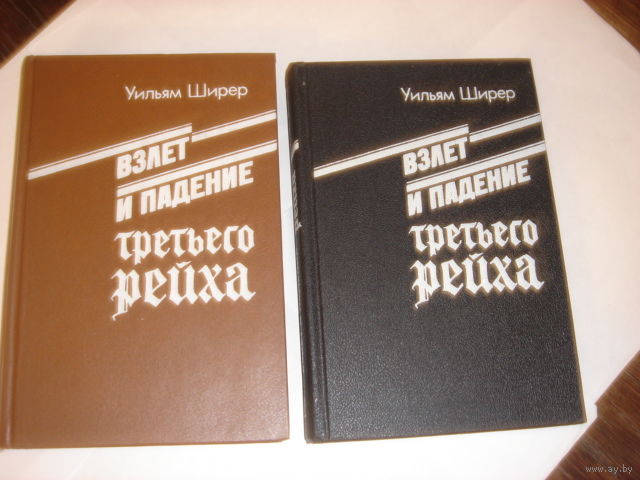 Уильям Ширер
ВЗЛЕТ
И ПАДЕНИЕ
третьего
рейха
Уильям Ширер
ВЗЛЕТ
И ПАДЕНИЕ
третьего
рейха
www.ay.by